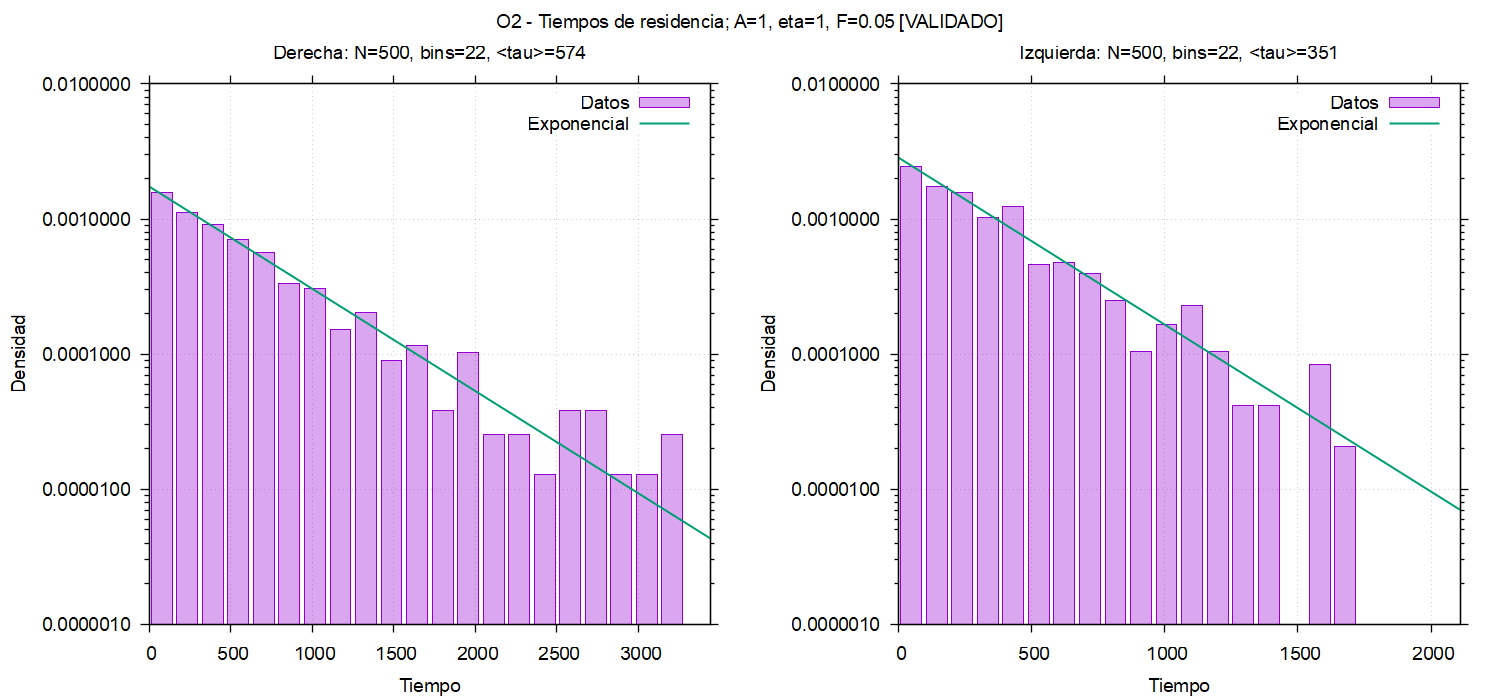 O2 - Tiempos de residencia; A=1, eta=1, F=0.05 [VALIDADO]
Derecha: N=500, bins=22, <tau>=574
0.0100000
0.0010000
0.0001000
0.0000100
0.0000010
Densidad
Datos
Exponencial
0 500 1000 1500 2000 2500 3000
Tiempo
Izquierda: N=500, bins=22, <tau>=351
0.0100000
0.0010000
0.0001000
0.0000100
0.0000010
Densidad
Datos
Exponencial
0 500 1000 1500 2000
Tiempo